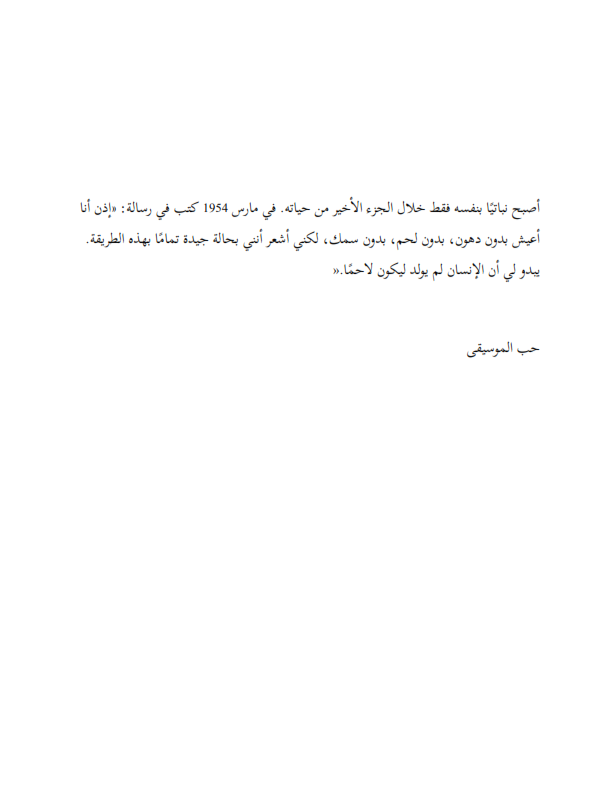 أصبح نباتيًا بنفسه فقط خلال الجزء الأخير من حياته. في مارس 1954 كتب في رسالة: «إذن أنا
أعيش بدون دهون، بدون لحم، بدون سمك، لكني أشعر أنني بحالة جيدة تمامًا بهذه الطريقة.
يبدو لي أن الإنسان لم يولد ليكون لاحمًا.»
حب الموسيقى